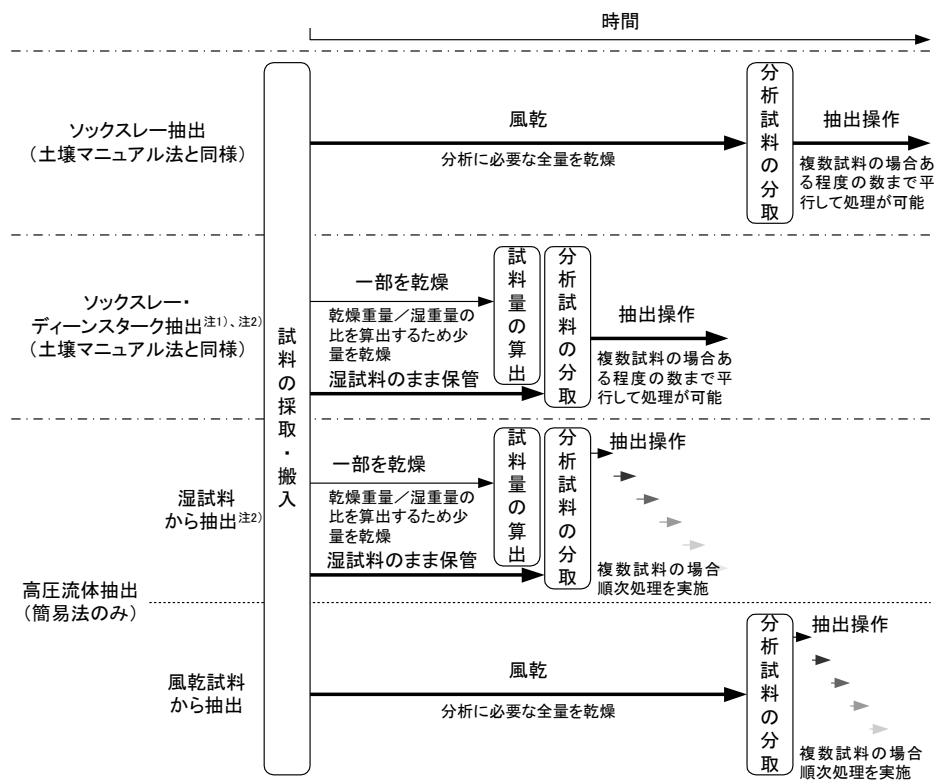 時間
試料の採取・搬入
ソックスレー抽出
（土壌マニュアル法と同様）
風乾
分析に必要な全量を乾燥
分析試料の分取
抽出操作
複数試料の場合あ
る程度の数まで平
行して処理が可能
ソックスレー・
ディーンスターク抽出注1）、注2）
（土壌マニュアル法と同様）
一部を乾燥
乾燥重量／湿重量の
比を算出するため少
量を乾燥
湿試料のまま保管
試料量の算出
分析試料の分取
抽出操作
複数試料の場合あ
る程度の数まで平
行して処理が可能
高圧流体抽出
（簡易法のみ）
湿試料
から抽出注2）
一部を乾燥
乾燥重量／湿重量の
比を算出するため少
量を乾燥
湿試料のまま保管
試料量の算出
分析試料の分取
抽出操作
複数試料の場合
順次処理を実施
風乾試料
から抽出
風乾
分析に必要な全量を乾燥
分析試料の分取
抽出操作
複数試料の場合
順次処理を実施